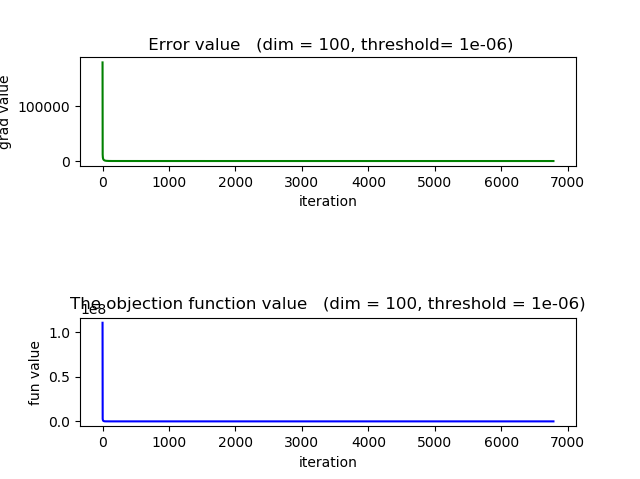 Error value (dim = 100, threshold= 1e-06)
grad value
100000
0
0 1000 2000 3000 4000 5000 6000 7000
iteration
The objection function value (dim = 100, threshold = 1e-06)
1e8
fun value
1.0
0.5
0.0
0 1000 2000 3000 4000 5000 6000 7000
iteration